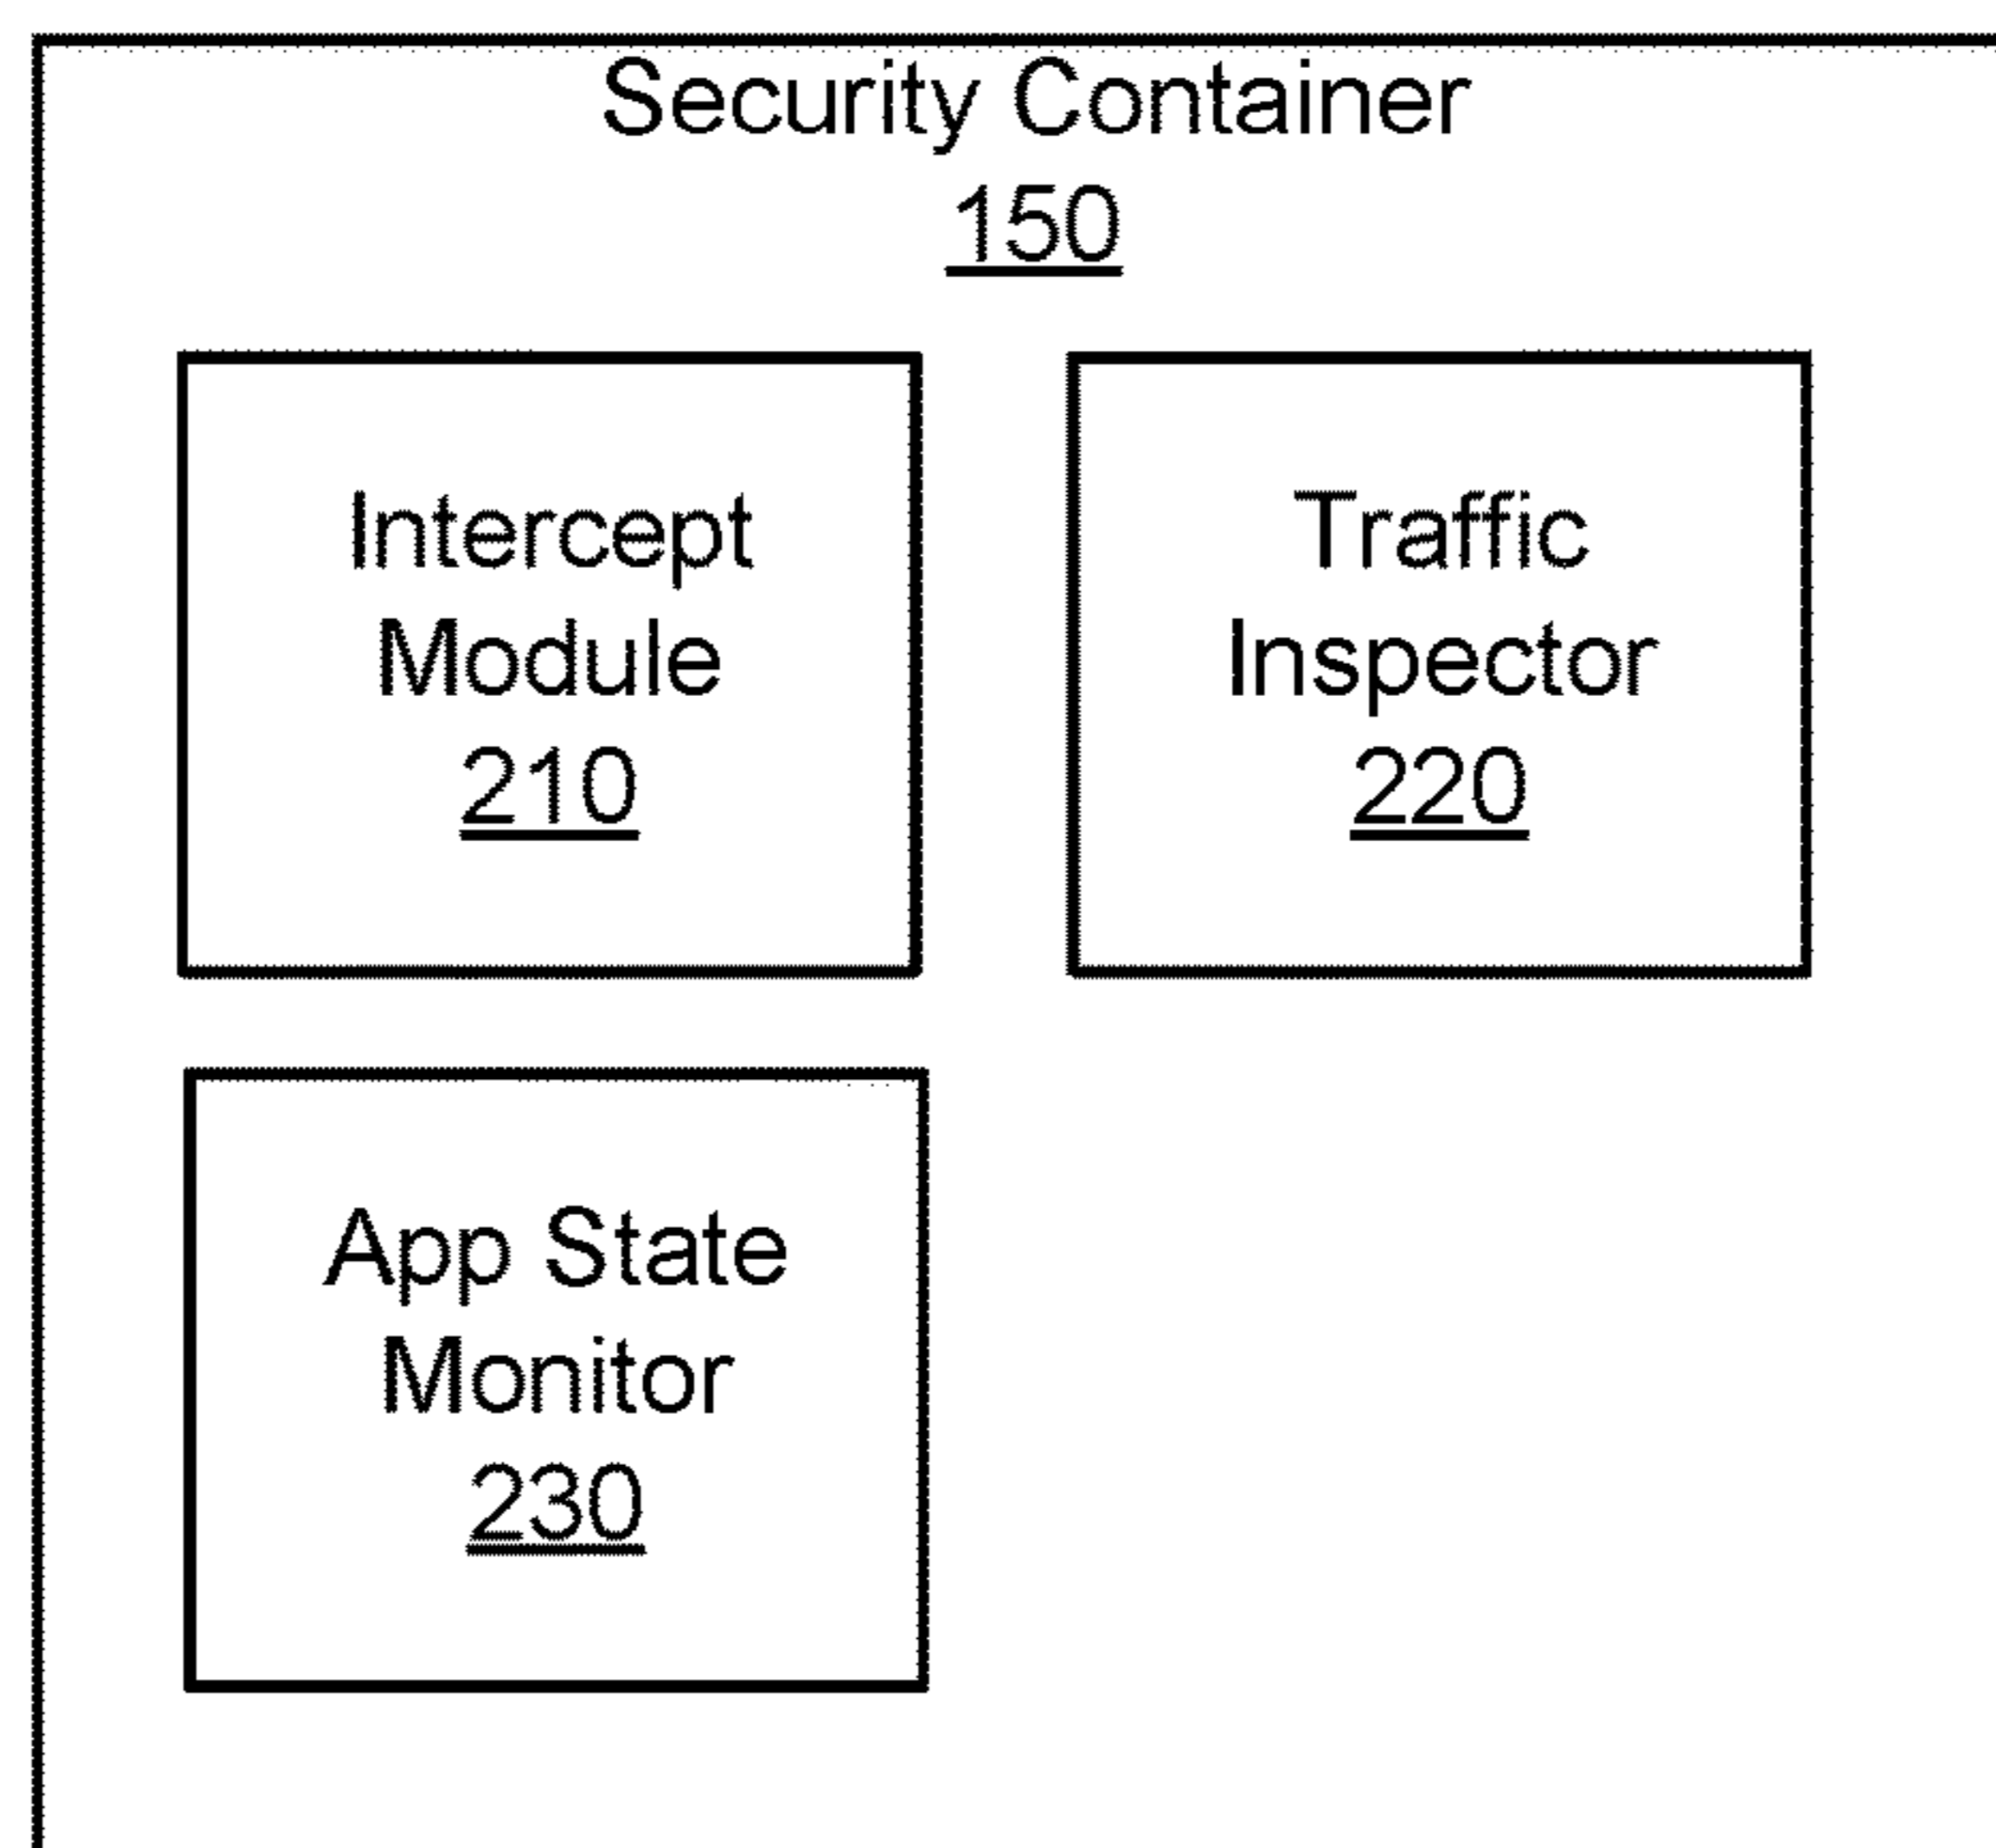 Security Container
150
Intercept
Module
210
Traffic
Inspector
220
App State
Monitor
230